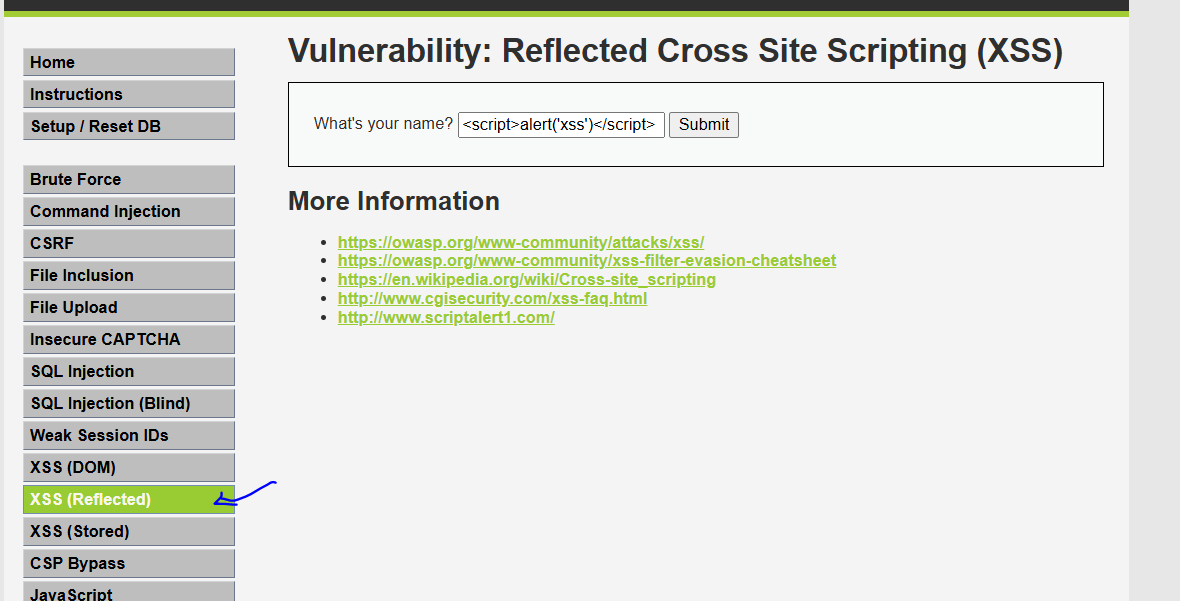 Home
Instructions
Setup / Reset DB
Brute Force
Command Injection
CSRF
File Inclusion
File Upload
Insecure CAPTCHA
SQL Injection
SQL Injection (Blind)
Weak Session IDs
XSS (DOM)
XSS (Reflected)
XSS (Stored)
CSP Bypass
JavaScript
Vulnerability: Reflected Cross Site Scripting (XSS)
What's your name? <script>alert('xss')</script> Submit
More Information
https://owasp.org/www-community/attacks/xss/
https://owasp.org/www-community/xss-filter-evasion-cheatsheet
https://en.wikipedia.org/wiki/Cross-site_scripting
http://www.cgisecurity.com/xss-faq.html
http://www.scriptalert1.com/